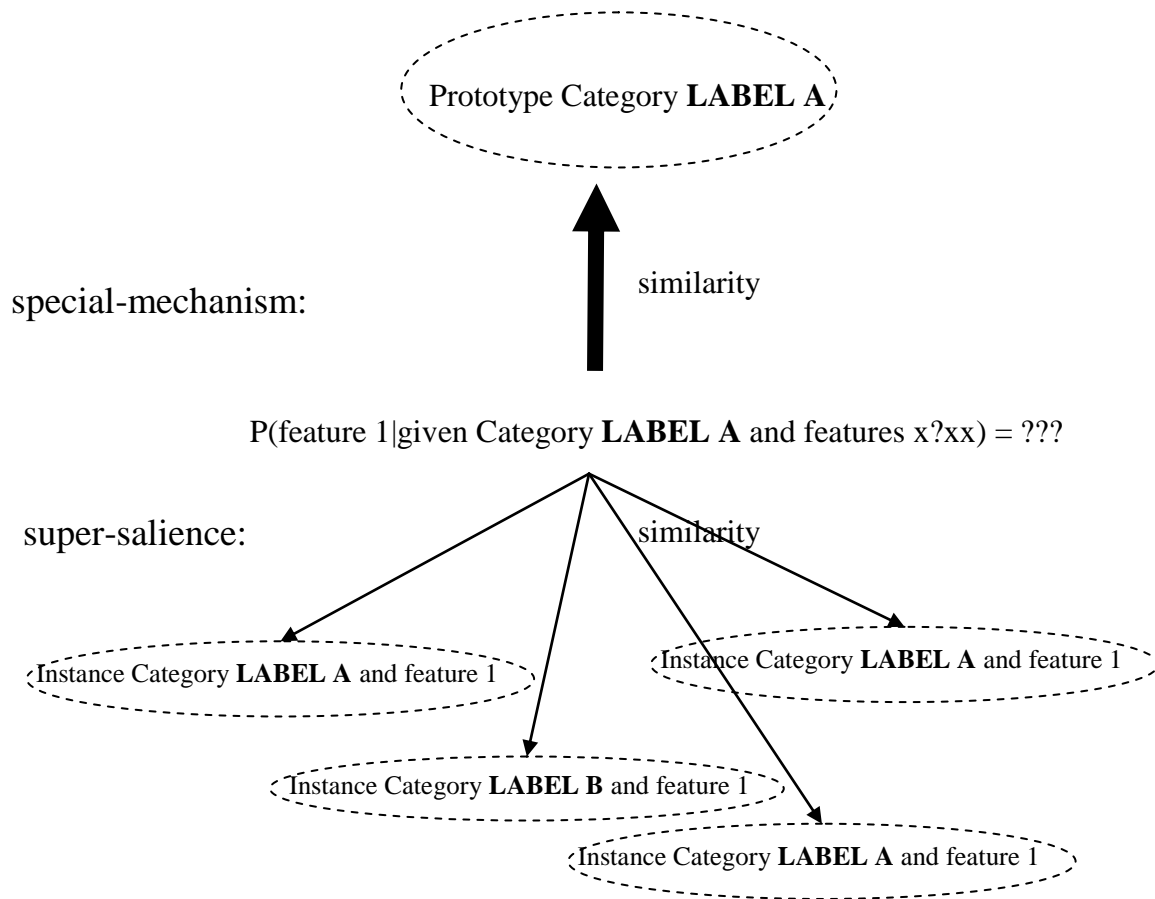 Prototype Category LABEL A
similarity
special-mechanism:
P(feature 1|given Category LABEL A and features x?xx) = ???
super-salience:
similarity
Instance Category LABEL A and feature 1
Instance Category LABEL A and feature 1
Instance Category LABEL B and feature 1
Instance Category LABEL A and feature 1